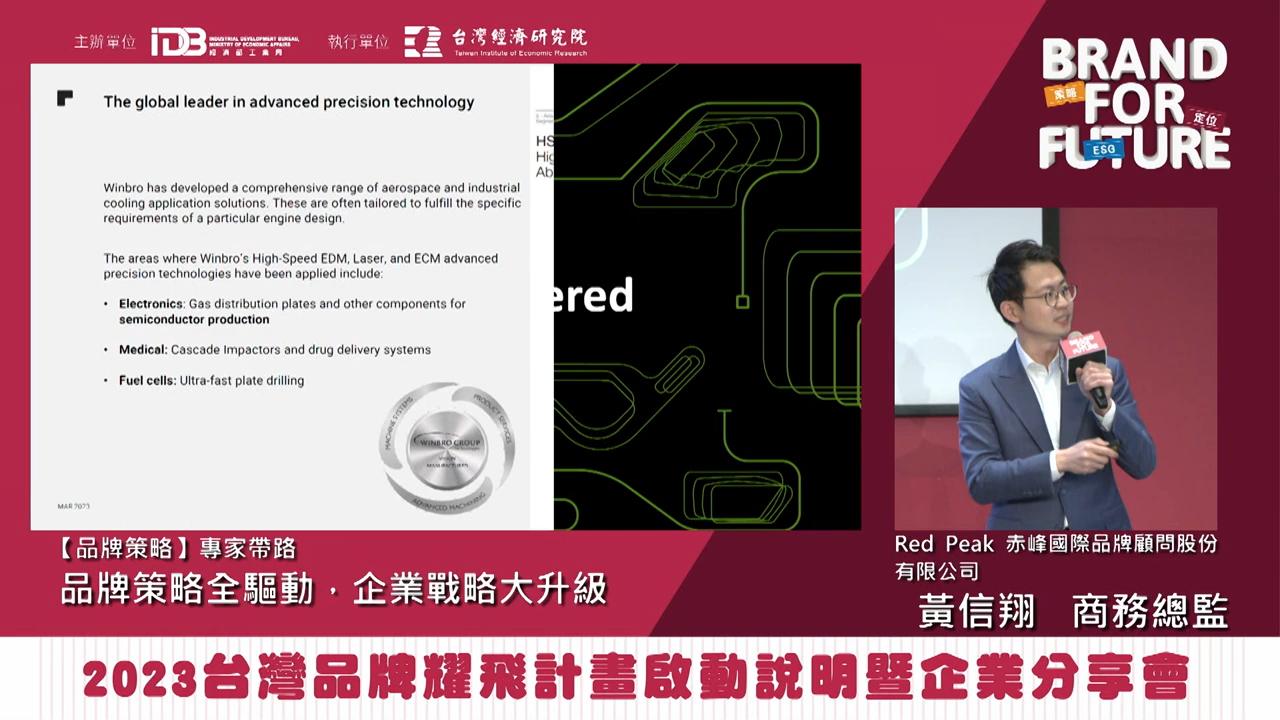 主辦單位
iDB
INDUSTRIAL DEVELOPMENT BUREAU,
MINISTRY OF ECONOMIC AFFAIRS
經濟部工業局
執行單位
台灣經濟研究院
Taiwan Institute of Economic Research
BRAND
策略
FOR
定位
FUTURE
ESG
The global leader in advanced precision technology
Winbro has developed a comprehensive range of aerospace and industrial
cooling application solutions. These are often tailored to fulfill the specific
requirements of a particular engine design.
The areas where Winbro's High-Speed EDM, Laser, and ECM advanced
precision technologies have been applied include:
• Electronics: Gas distribution plates and other components for
semiconductor production
• Medical: Cascade Impactors and drug delivery systems
• Fuel cells: Ultra-fast plate drilling
MACHINE SYSTEMS
PRODUCT SERVICES
ADVANCED MACHINING
WINBRO GROUP
MAR 2023
HS
Hig
Ab
ered
BRAND
FOR
FUTURE
【品牌策略】專家帶路
品牌策略全驅動，企業戰略大升級
Red Peak 赤峰國際品牌顧問股份
有限公司
黃信翔 商務總監
2023台灣品牌耀飛計畫啟動說明暨企業分享會